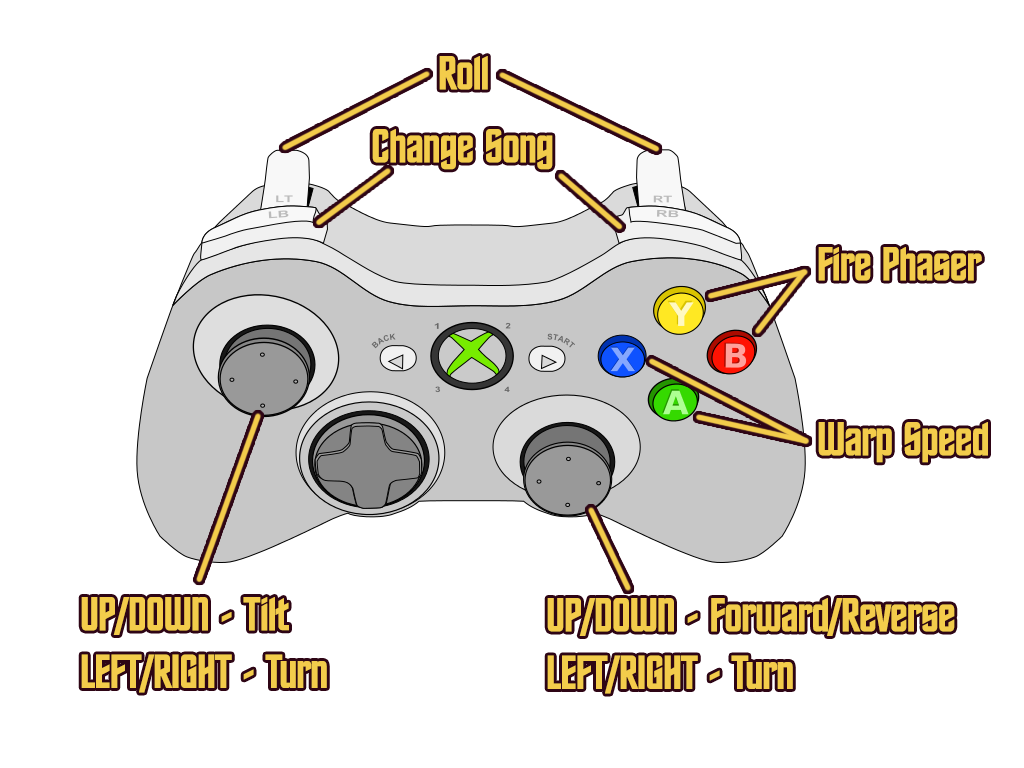 Roll
Change Song
LT
RT
LB
RB
Fire Phaser
Y
1
2
BACK
START
X
B
3
4
A
Warp Speed
UP/DOWN - Tilt
LEFT/RIGHT - Turn
UP/DOWN - Forward/Reverse
LEFT/RIGHT - Turn